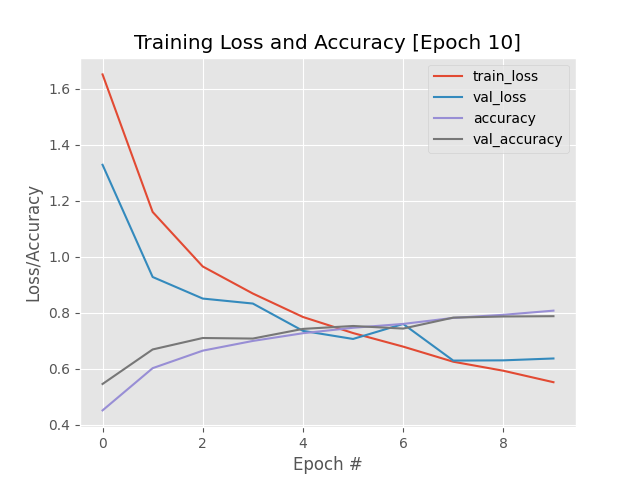 Training Loss and Accuracy [Epoch 10]
train_loss
val_loss
accuracy
val_accuracy
1.6
1.4
1.2
1.0
0.8
0.6
0.4
Loss/Accuracy
0 2 4 6 8
Epoch #